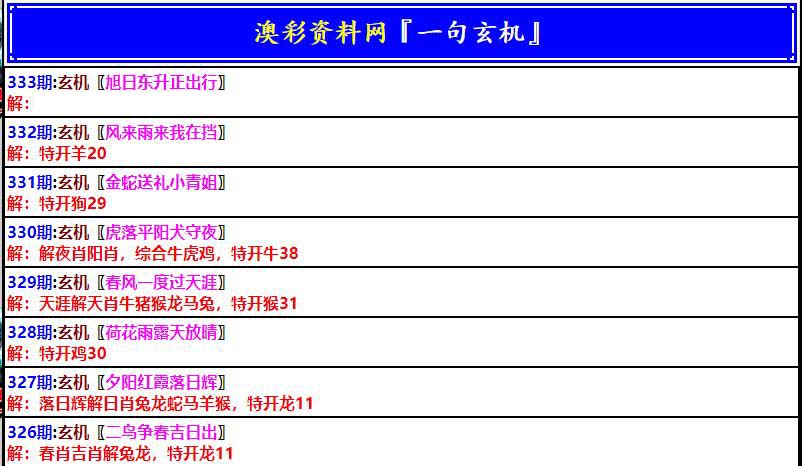 澳彩资料网『一句玄机』
333期:玄机〖旭日东升正出行〗
解：
332期:玄机〖风来雨来我在挡〗
解：特开羊20
331期:玄机〖金蛇送礼小青姐〗
解：特开狗29
330期:玄机〖虎落平阳犬守夜〗
解：解夜肖阳肖，综合牛虎鸡，特开牛38
329期:玄机〖春风一度过天涯〗
解：天涯解天肖牛猪猴龙马兔，特开猴31
328期:玄机〖荷花雨露天放晴〗
解：特开鸡30
327期:玄机〖夕阳红霞落日辉〗
解：落日辉解日肖兔龙蛇马羊猴，特开龙11
326期:玄机〖二鸟争春吉日出〗
解：春肖吉肖解兔龙，特开龙11